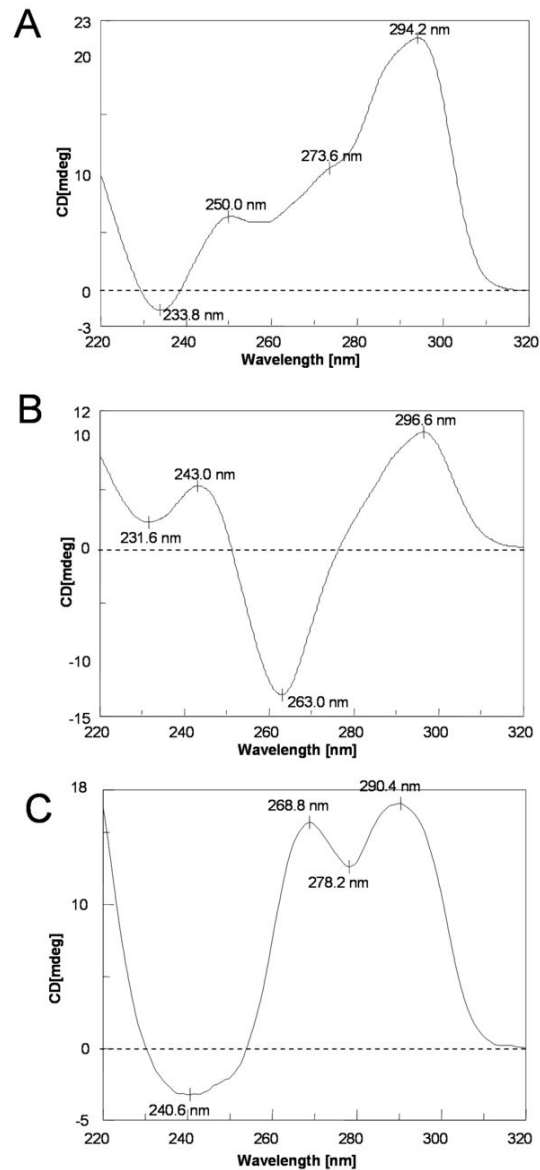 A
23
294.2 nm
20
273.6 nm
CD[mdeg]
10
250.0 nm
0
233.8 nm
-3
220 240 260 280 300 320
Wavelength [nm]
B
12
296.6 nm
10
243.0 nm
231.6 nm
CD[mdeg]
0
-10
263.0 nm
-15
220 240 260 280 300 320
Wavelength [nm]
C
18
268.8 nm
290.4 nm
278.2 nm
10
CD[mdeg]
0
240.6 nm
-5
220 240 260 280 300 320
Wavelength [nm]